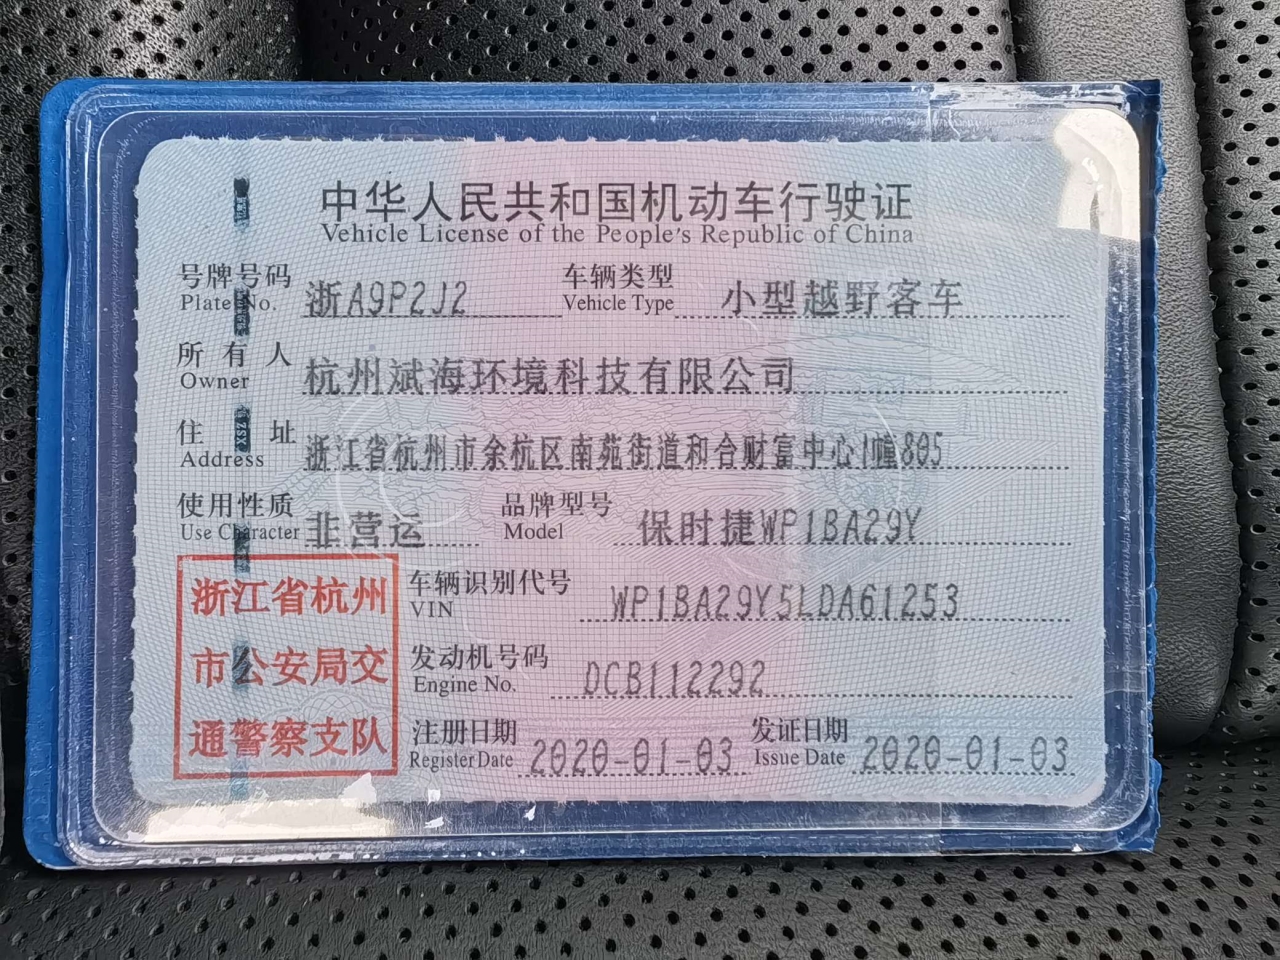 中华人民共和国机动车行驶证
Vehicle License of the People's Republic of China
号牌号码 浙A9P2J2 车辆类型 小型越野客车
Plate No. Vehicle Type
所有人 杭州斌海环境科技有限公司
Owner
住址 浙江省杭州市余杭区南苑街道和合财富中心1幢805
Address
使用性质 非营运 品牌型号 保时捷WP1BA29Y
Use Character Model
浙江省杭州
市公安局交
通警察支队
车辆识别代号 WP1BA29Y5LDA61253
VIN
发动机号码 DCB112292
Engine No.
注册日期 2020-01-03 发证日期 2020-01-03
Register Date Issue Date